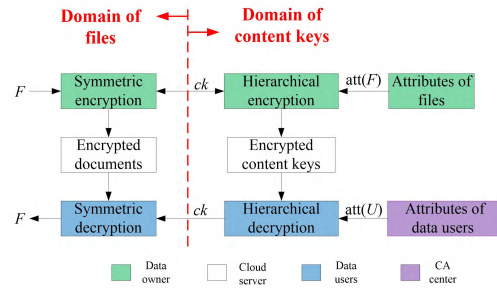 Domain of
files
Domain of
content keys
F
Symmetric
encryption
ck
Hierarchical
encryption
att(F)
Attributes of
files
Encrypted
documents
Encrypted
content keys
F
Symmetric
decryption
ck
Hierarchical
decryption
att(U)
Attributes of
data users
Data
owner
Cloud
server
Data
users
CA
center